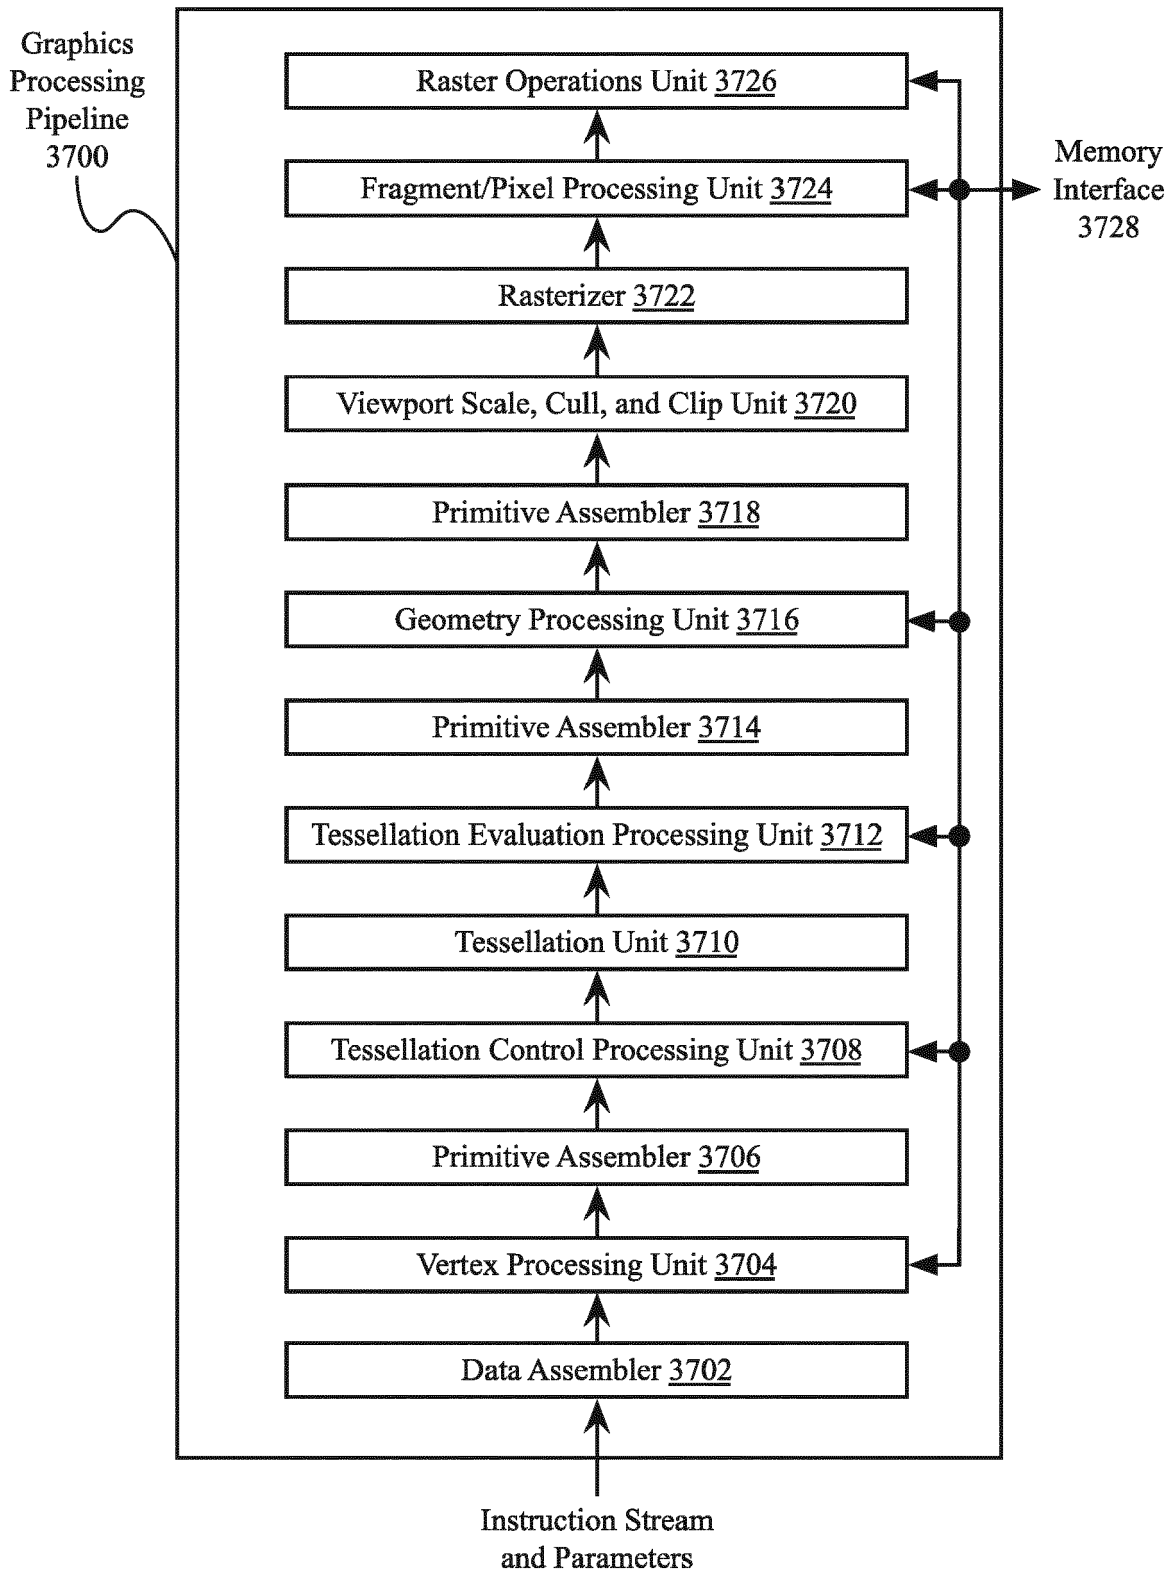 Graphics
Processing
Pipeline
3700
Raster Operations Unit 3726
Fragment/Pixel Processing Unit 3724
Memory
Interface
3728
Rasterizer 3722
Viewport Scale, Cull, and Clip Unit 3720
Primitive Assembler 3718
Geometry Processing Unit 3716
Primitive Assembler 3714
Tessellation Evaluation Processing Unit 3712
Tessellation Unit 3710
Tessellation Control Processing Unit 3708
Primitive Assembler 3706
Vertex Processing Unit 3704
Data Assembler 3702
Instruction Stream
and Parameters